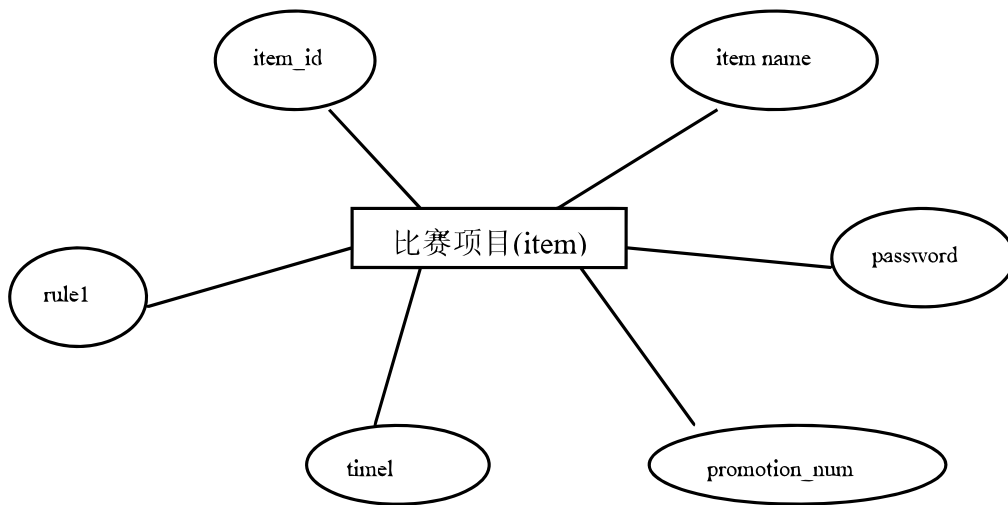 item_id
item name
比赛项目(item)
password
rule1
time1
promotion_num